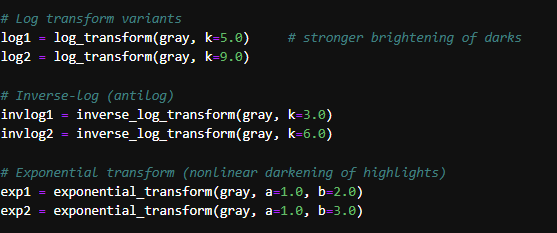 # Log transform variants
log1 = log_transform(gray, k=5.0)    # stronger brightening of darks
log2 = log_transform(gray, k=9.0)
# Inverse-log (antilog)
invlog1 = inverse_log_transform(gray, k=3.0)
invlog2 = inverse_log_transform(gray, k=6.0)
# Exponential transform (nonlinear darkening of highlights)
exp1 = exponential_transform(gray, a=1.0, b=2.0)
exp2 = exponential_transform(gray, a=1.0, b=3.0)